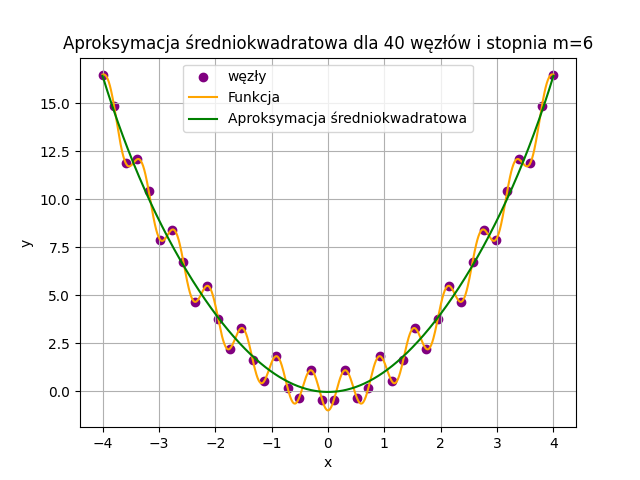 Aproksymacja średniokwadratowa dla 40 węzłów i stopnia m=6
węzły
Funkcja
Aproksymacja średniokwadratowa
15.0
12.5
10.0
7.5
5.0
2.5
0.0
y
−4 −3 −2 −1 0 1 2 3 4
x